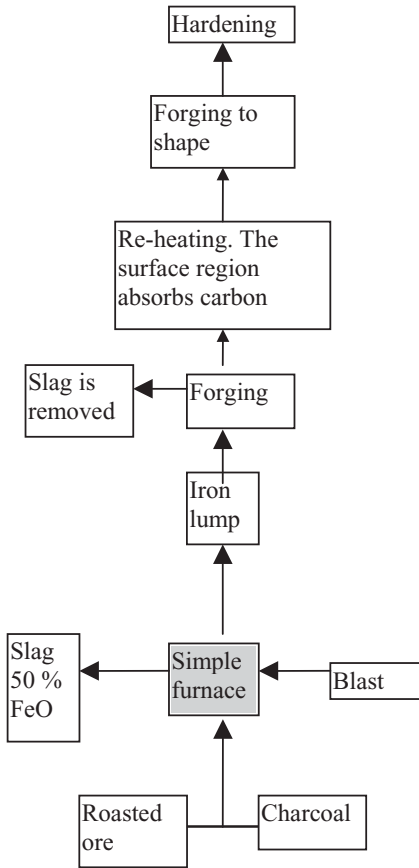 Hardening
Forging to
shape
Re-heating. The
surface region
absorbs carbon
Slag is
removed
Forging
Iron
lump
Slag
50 %
FeO
Simple
furnace
Blast
Roasted
ore
Charcoal